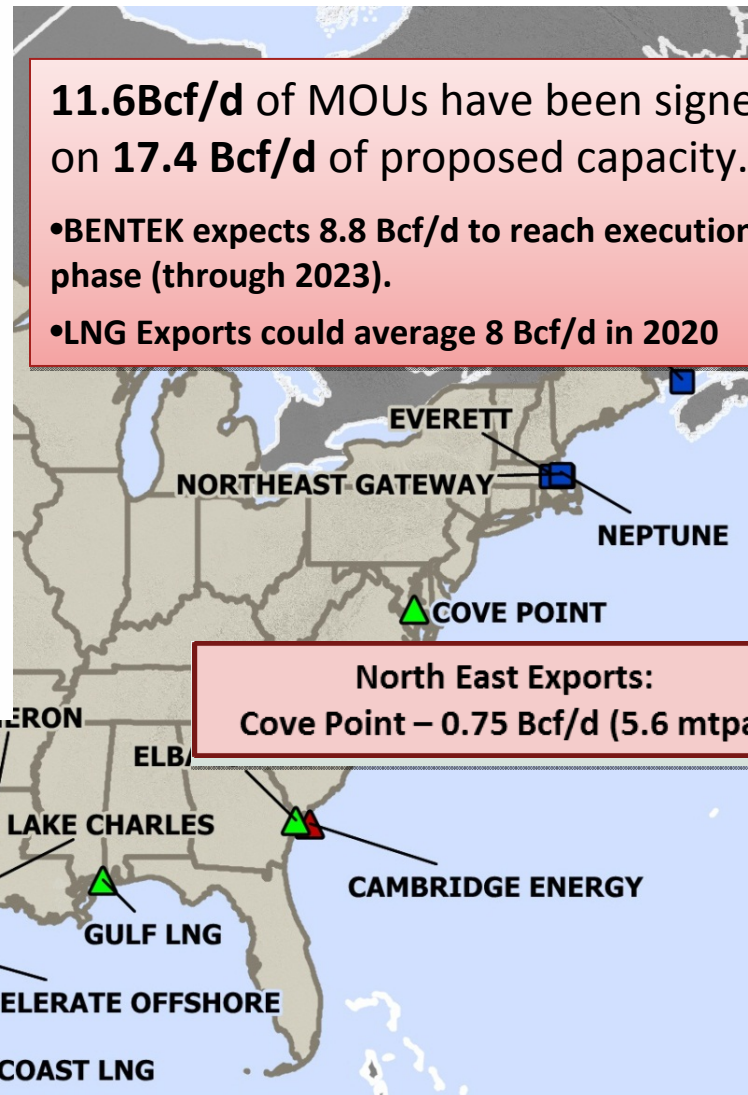 11.6Bcf/d of MOUs have been signe
on 17.4 Bcf/d of proposed capacity.
•BENTEK expects 8.8 Bcf/d to reach execution
phase (through 2023).
•LNG Exports could average 8 Bcf/d in 2020
EVERETT
NORTHEAST GATEWAY
NEPTUNE
COVE POINT
North East Exports:
Cove Point – 0.75 Bcf/d (5.6 mtpa
ERON
ELBA
LAKE CHARLES
CAMBRIDGE ENERGY
GULF LNG
ELERATE OFFSHORE
COAST LNG